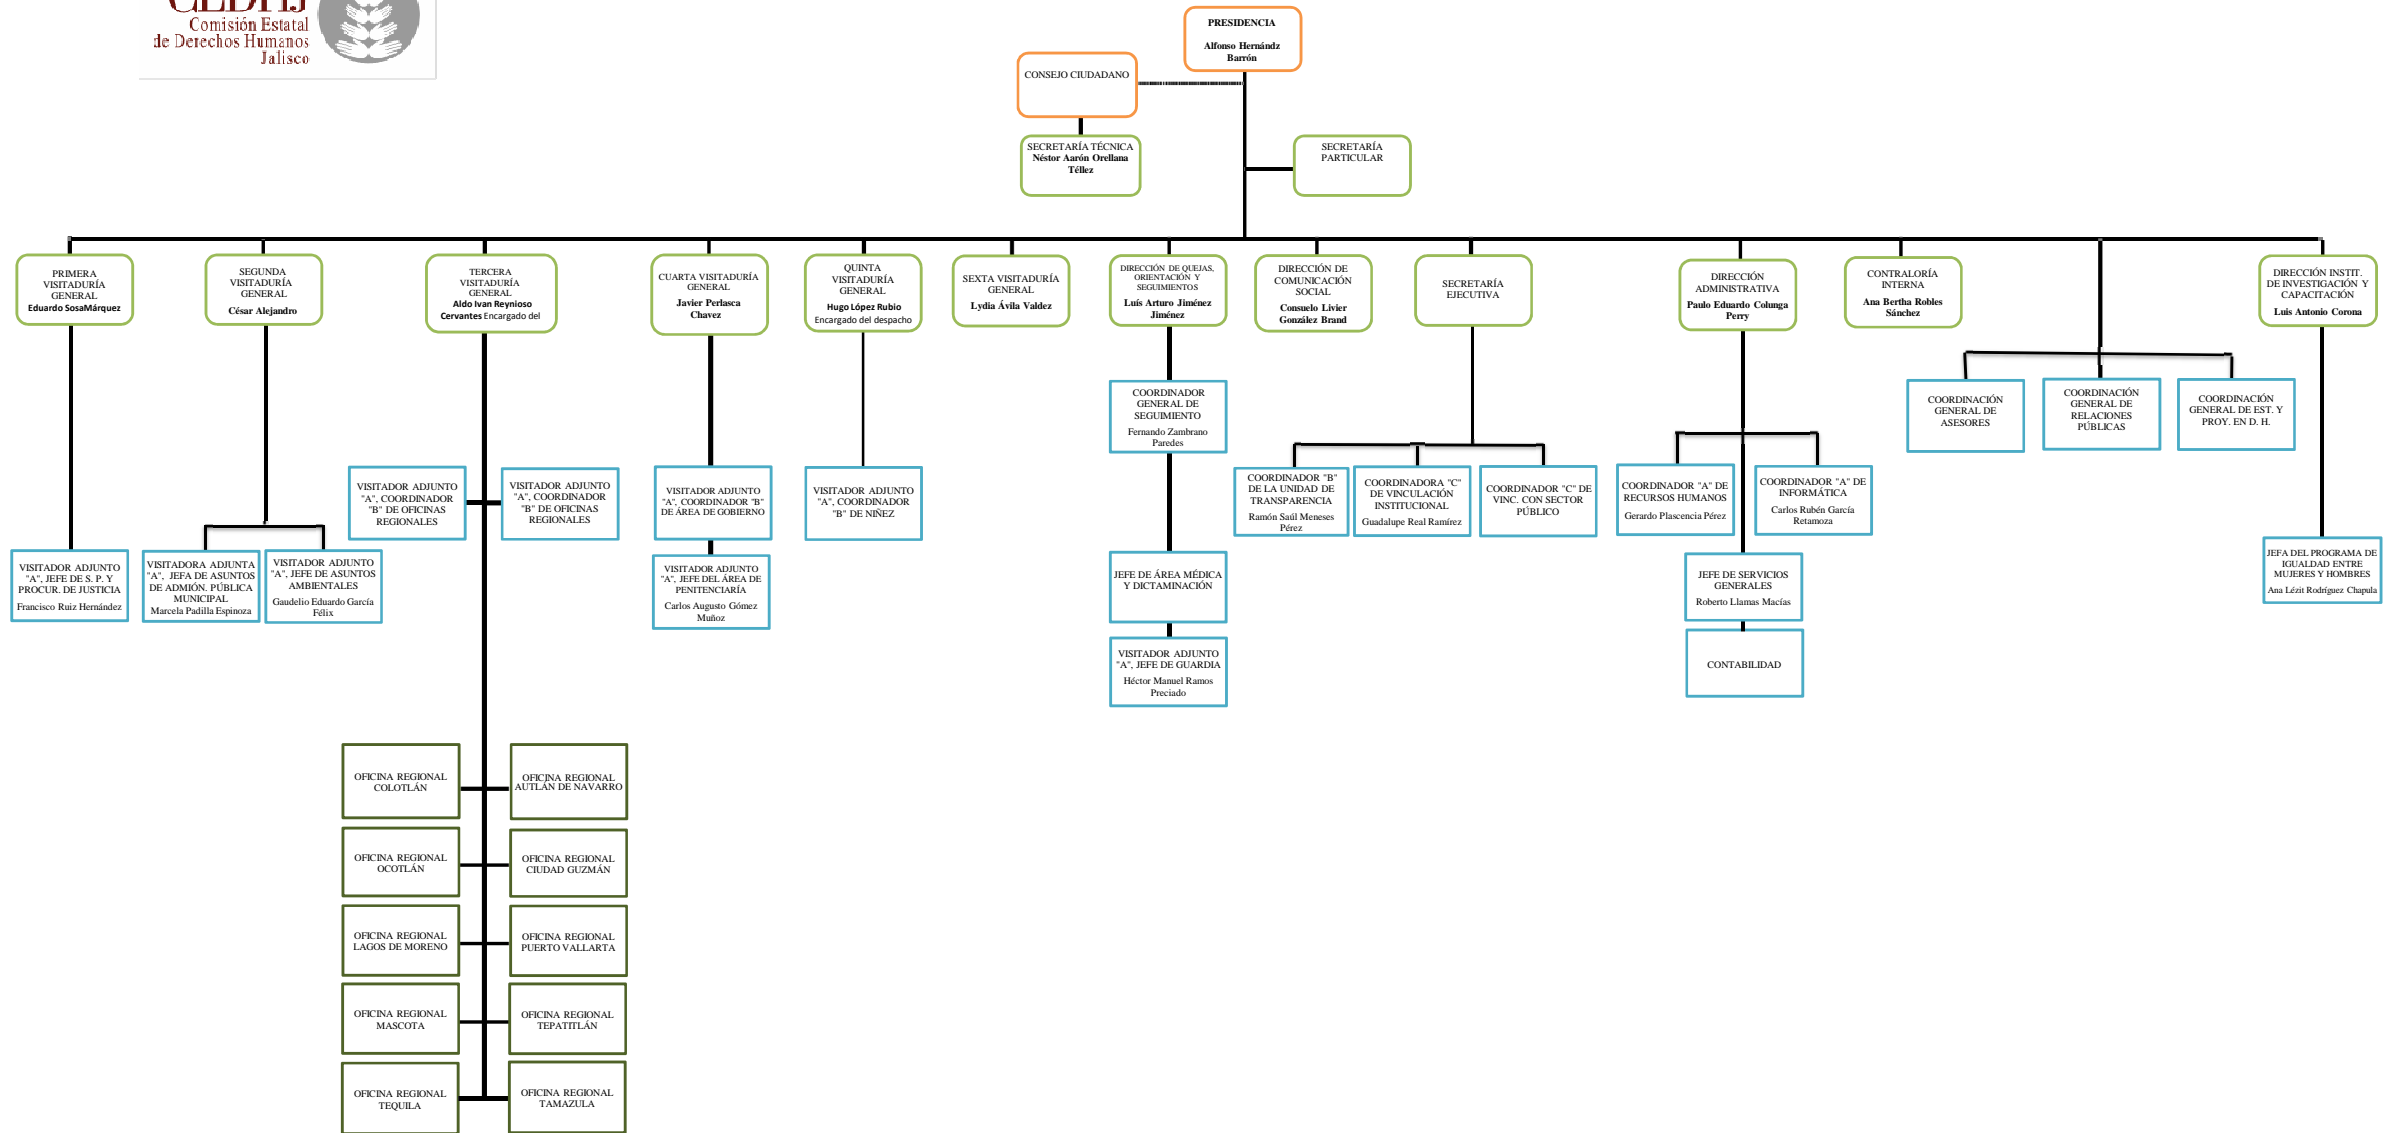 CEDHJ
Comisión Estatal
de Derechos Humanos
Jalisco
PRESIDENCIA
Alfonso Hernándz
Barrón
CONSEJO CIUDADANO
SECRETARÍA TÉCNICA
Néstor Aarón Orellana
Téllez
SECRETARÍA
PARTICULAR
PRIMERA
VISITADURÍA
GENERAL
Eduardo SosaMárquez
SEGUNDA
VISITADURÍA
GENERAL
César Alejandro
TERCERA
VISITADURÍA
GENERAL
Aldo Ivan Reynioso
Cervantes Encargado del
CUARTA VISITADURÍA
GENERAL
Javier Perlasca
Chavez
QUINTA
VISITADURÍA
GENERAL
Hugo López Rubio
Encargado del despacho
SEXTA VISITADURÍA
GENERAL
Lydia Ávila Valdez
DIRECCIÓN DE QUEJAS,
ORIENTACIÓN Y
SEGUIMIENTOS
Luís Arturo Jiménez
Jiménez
DIRECCIÓN DE
COMUNICACIÓN
SOCIAL
Consuelo Livier
González Brand
SECRETARÍA
EJECUTIVA
DIRECCIÓN
ADMINISTRATIVA
Paulo Eduardo Colunga
Perry
CONTRALORÍA
INTERNA
Ana Bertha Robles
Sánchez
DIRECCIÓN INSTIT.
DE INVESTIGACIÓN Y
CAPACITACIÓN
Luis Antonio Corona
COORDINADOR
GENERAL DE
SEGUIMIENTO
Fernando Zambrano
Paredes
COORDINACIÓN
GENERAL DE
ASESORES
COORDINACIÓN
GENERAL DE
RELACIONES
PÚBLICAS
COORDINACIÓN
GENERAL DE EST. Y
PROY. EN D. H.
VISITADOR ADJUNTO
"A", COORDINADOR
"B" DE OFICINAS
REGIONALES
VISITADOR ADJUNTO
"A", COORDINADOR
"B" DE OFICINAS
REGIONALES
VISITADOR ADJUNTO
"A", COORDINADOR "B"
DE ÁREA DE GOBIERNO
VISITADOR ADJUNTO
"A", COORDINADOR
"B" DE NIÑEZ
COORDINADOR "B"
DE LA UNIDAD DE
TRANSPARENCIA
Ramón Saúl Meneses
Pérez
COORDINADORA "C"
DE VINCULACIÓN
INSTITUCIONAL
Guadalupe Real Ramírez
COORDINADOR "C" DE
VINC. CON SECTOR
PÚBLICO
COORDINADOR "A" DE
RECURSOS HUMANOS
Gerardo Plascencia Pérez
COORDINADOR "A" DE
INFORMÁTICA
Carlos Rubén García
Retamoza
VISITADOR ADJUNTO
"A", JEFE DE S. P. Y
PROCUR. DE JUSTICIA
Francisco Ruiz Hernández
VISITADORA ADJUNTA
"A", JEFA DE ASUNTOS
DE ADMIÓN. PÚBLICA
MUNICIPAL
Marcela Padilla Espinoza
VISITADOR ADJUNTO
"A", JEFE DE ASUNTOS
AMBIENTALES
Gaudelio Eduardo García
Félix
VISITADOR ADJUNTO
"A", JEFE DEL ÁREA DE
PENITENCIARÍA
Carlos Augusto Gómez
Muñoz
JEFE DE ÁREA MÉDICA
Y DICTAMINACIÓN
JEFE DE SERVICIOS
GENERALES
Roberto Llamas Macías
JEFA DEL PROGRAMA DE
IGUALDAD ENTRE
MUJERES Y HOMBRES
Ana Lézit Rodríguez Chapula
VISITADOR ADJUNTO
"A", JEFE DE GUARDIA
Héctor Manuel Ramos
Preciado
CONTABILIDAD
OFICINA REGIONAL
COLOTLÁN
OFICINA REGIONAL
AUTLÁN DE NAVARRO
OFICINA REGIONAL
OCOTLÁN
OFICINA REGIONAL
CIUDAD GUZMÁN
OFICINA REGIONAL
LAGOS DE MORENO
OFICINA REGIONAL
PUERTO VALLARTA
OFICINA REGIONAL
MASCOTA
OFICINA REGIONAL
TEPATITLÁN
OFICINA REGIONAL
TEQUILA
OFICINA REGIONAL
TAMAZULA